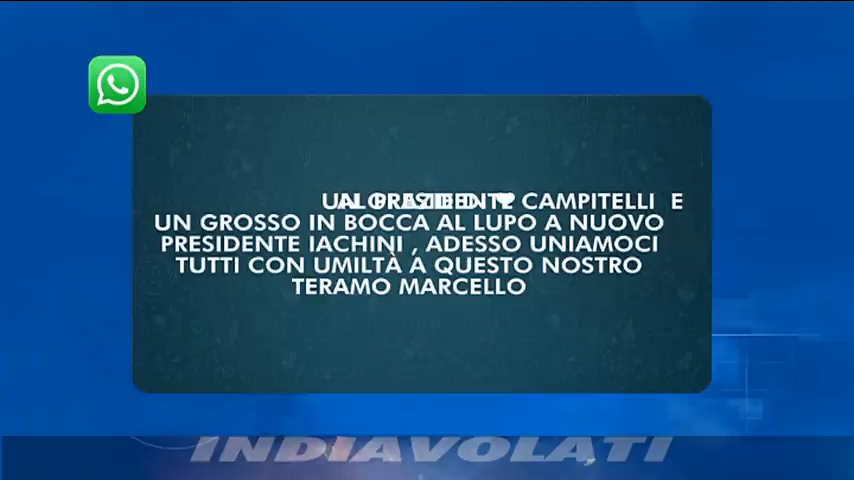 CAMPITELLI E
UN GROSSO IN BOCCA AL LUPO A NUOVO
PRESIDENTE IACHINI , ADESSO UNIAMOCI
TUTTI CON UMILTÀ A QUESTO NOSTRO
TERAMO MARCELLO
INDIAVOLATI